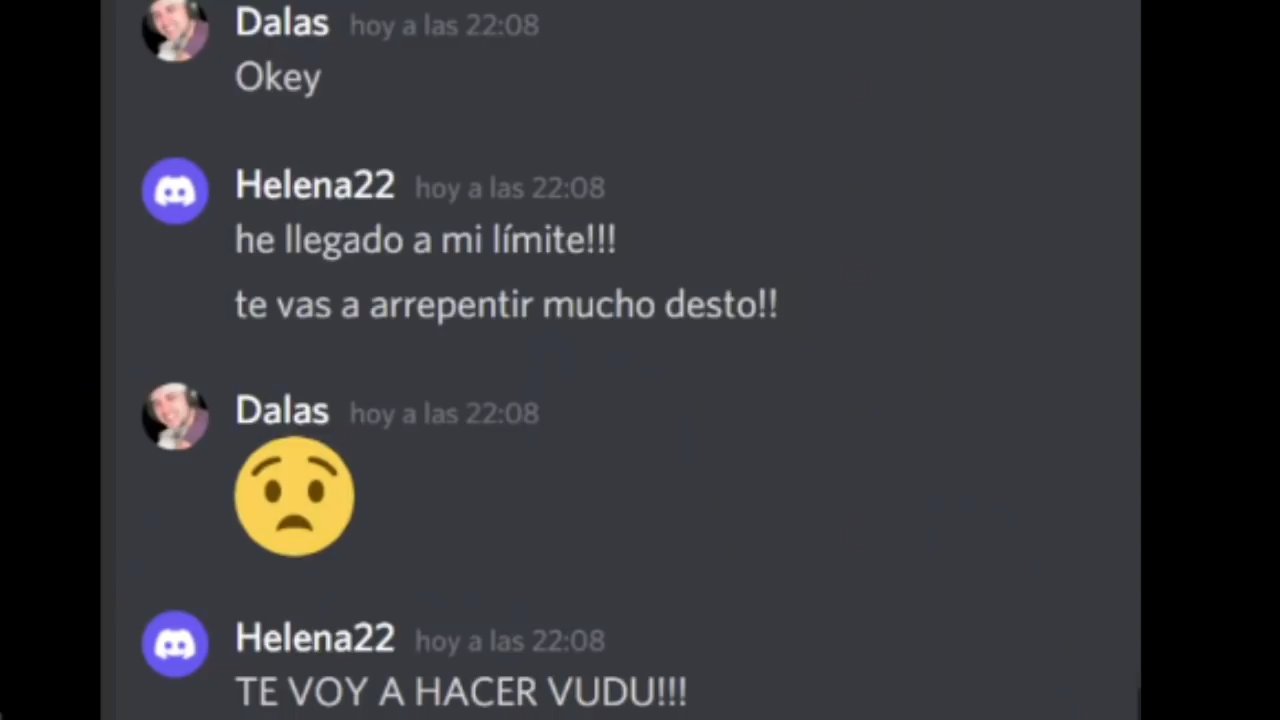 Dalas hoy a las 22:08
Okey
Helena22 hoy a las 22:08
he llegado a mi límite!!!
te vas a arrepentir mucho desto!!
Dalas hoy a las 22:08
Helena22 hoy a las 22:08
TE VOY A HACER VUDU!!!